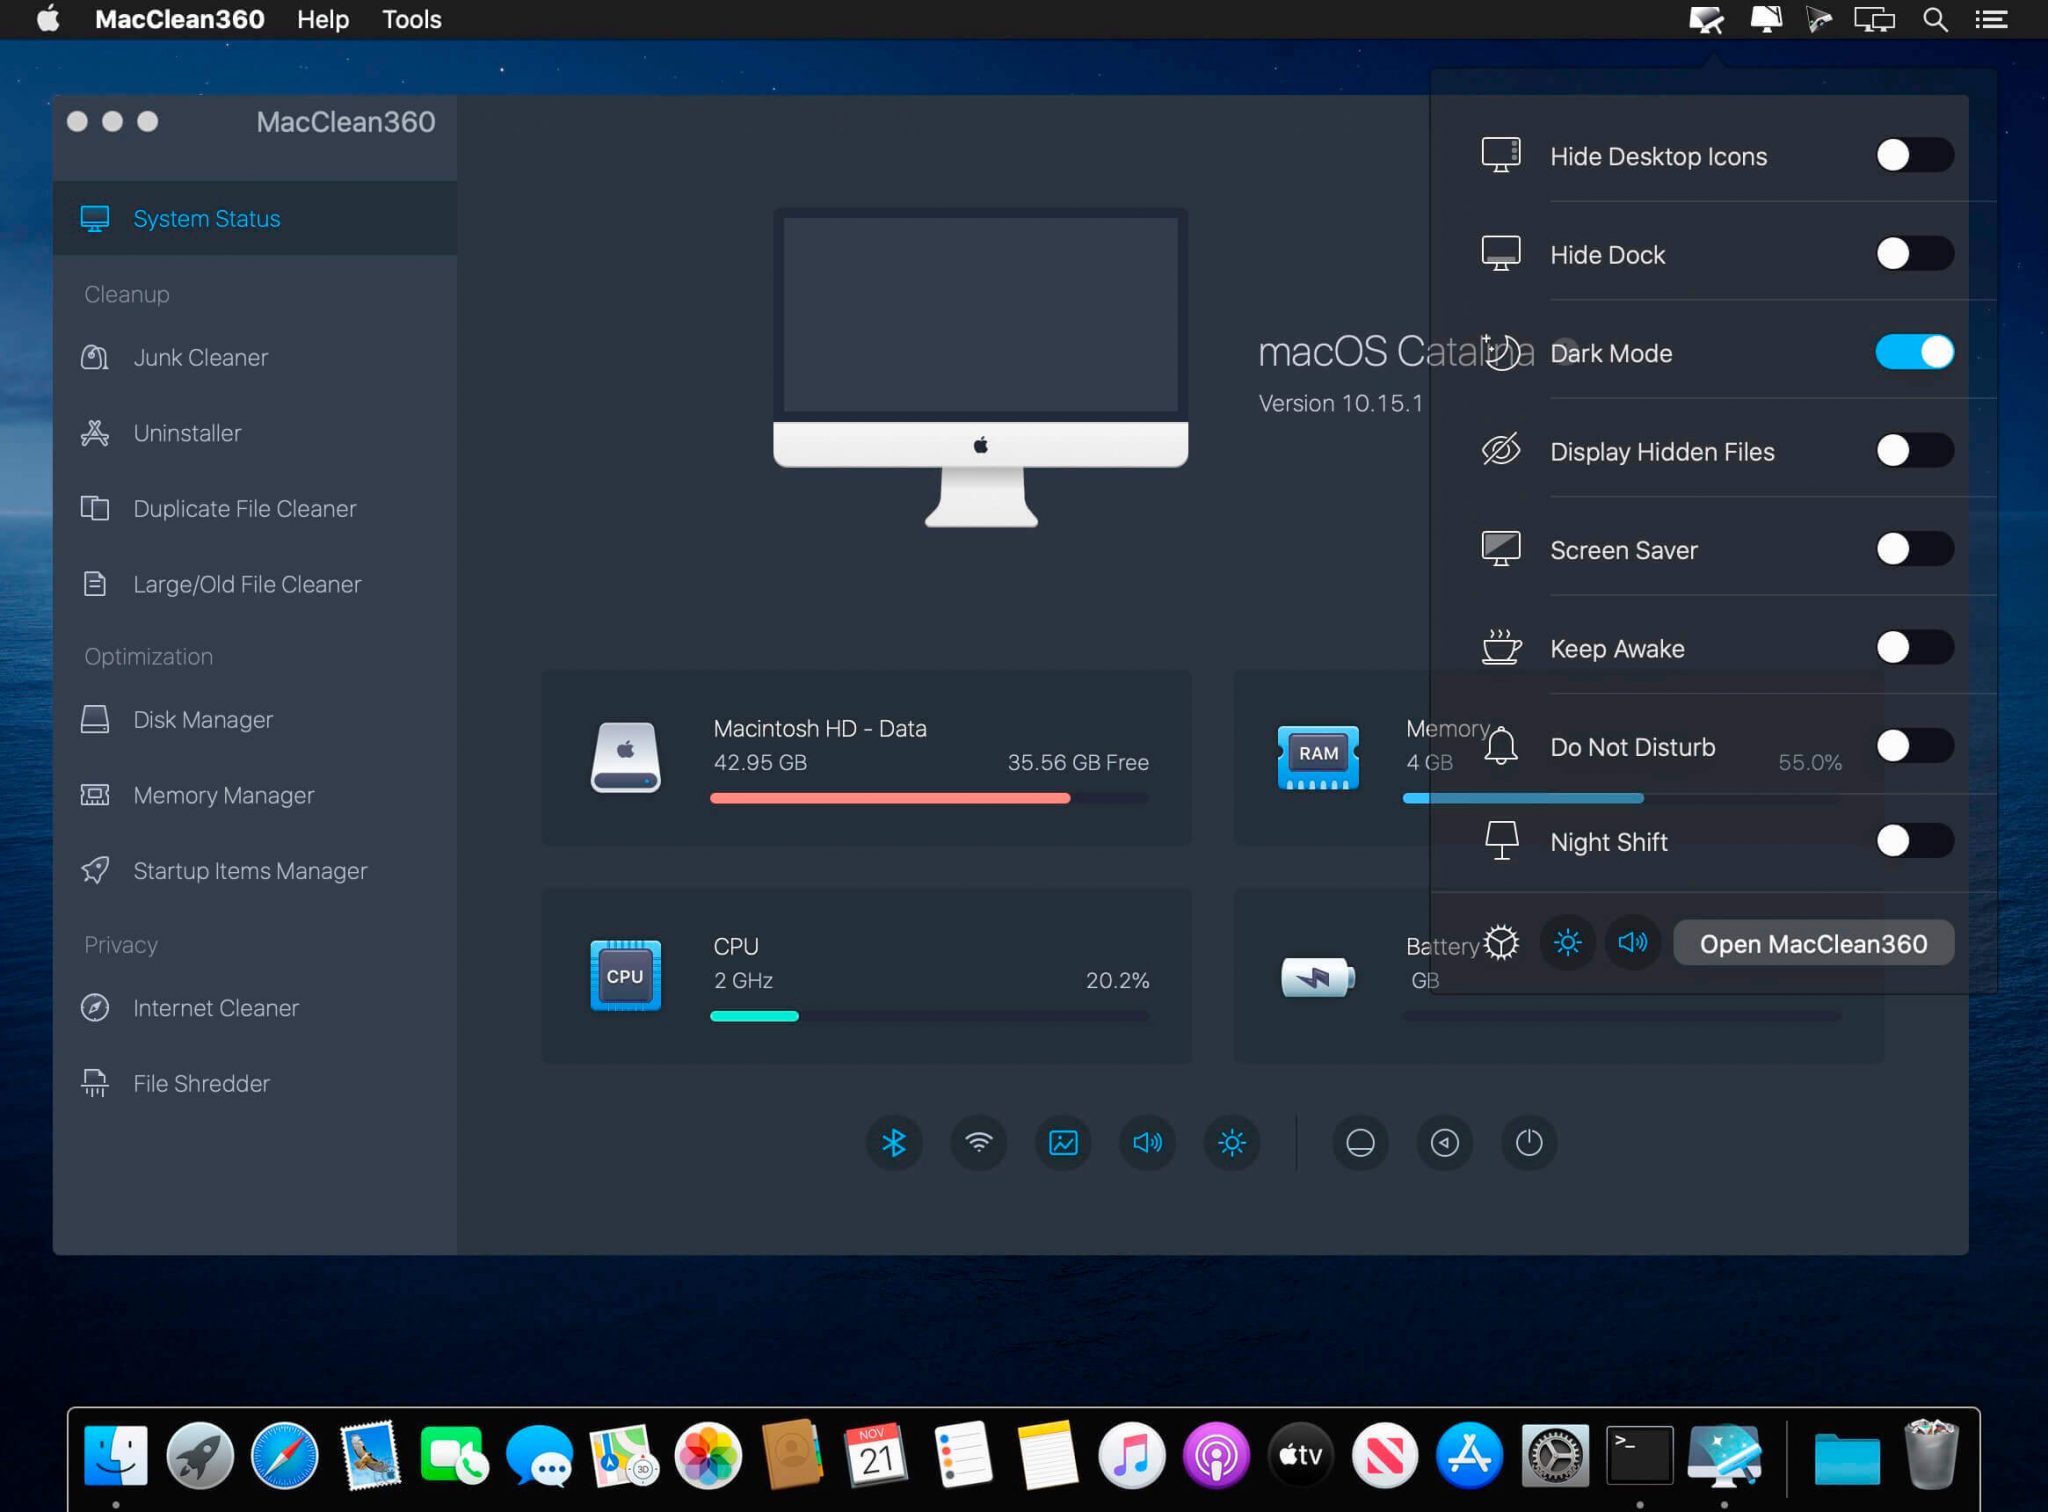 MacClean360 Help Tools
MacClean360
System Status
Cleanup
Junk Cleaner
Uninstaller
Duplicate File Cleaner
Large/Old File Cleaner
Optimization
Disk Manager
Memory Manager
Startup Items Manager
Privacy
Internet Cleaner
File Shredder
macOS Catalina
Version 10.15.1
Macintosh HD - Data
42.95 GB 35.56 GB Free
RAM
Memory
4 GB 55.0%
CPU
CPU
2 GHz 20.2%
Battery
GB
Hide Desktop Icons
Hide Dock
Dark Mode
Display Hidden Files
Screen Saver
Keep Awake
Do Not Disturb
Night Shift
Open MacClean360
3D
NOV
21
tv
>_